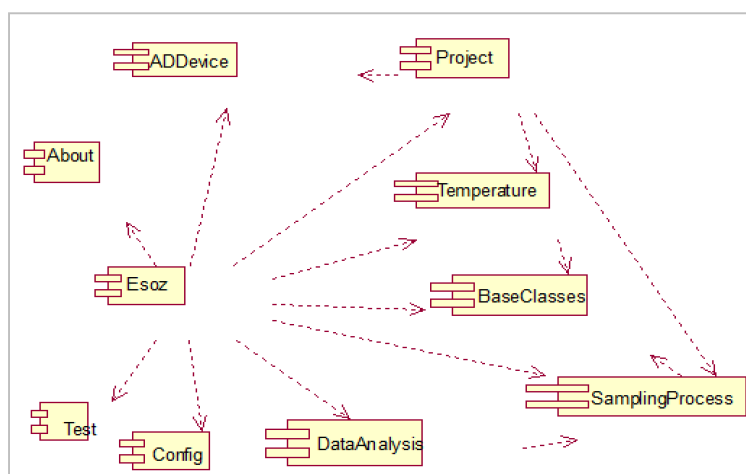 ADDevice
Project
About
Temperature
Esoz
BaseClasses
SamplingProcess
Test
Config
DataAnalysis